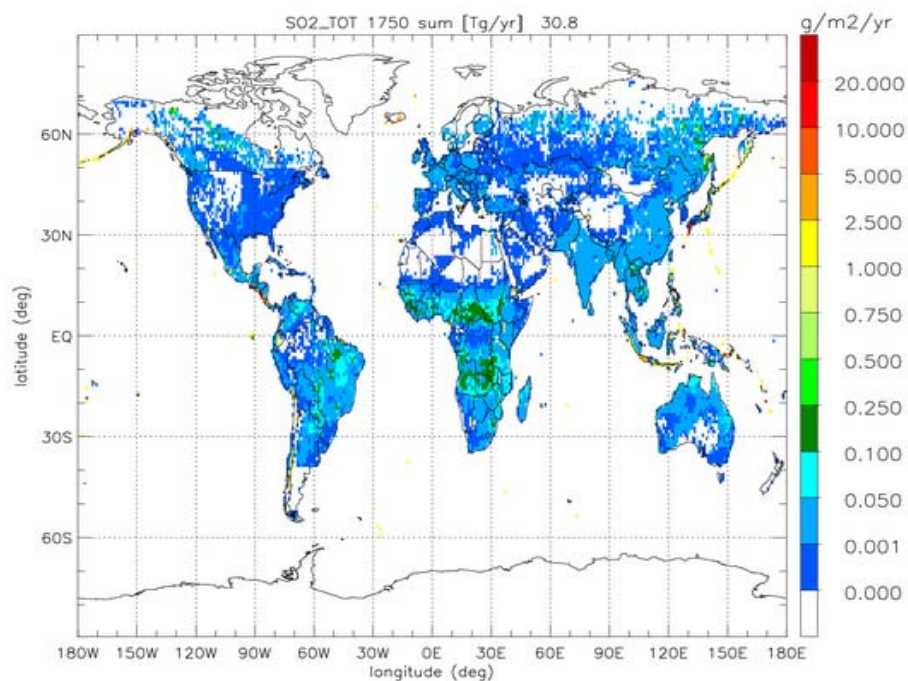 SO2_TOT 1750 sum [Tg/yr] 30.8
g/m2/yr
20.000
10.000
5.000
2.500
1.000
0.750
0.500
0.250
0.100
0.050
0.001
0.000
latitude (deg)
60N
30N
EQ
30S
60S
180W 150W 120W 90W 60W 30W 0E 30E 60E 90E 120E 150E 180E
longitude (deg)